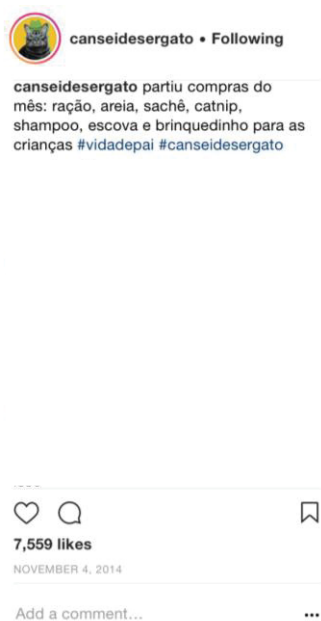 canseidesergato • Following
canseidesergato partiu compras do
mês: ração, areia, sachê, catnip,
shampoo, escova e brinquedinho para as
crianças #vidadepai #canseidesergato
7,559 likes
NOVEMBER 4, 2014
Add a comment...